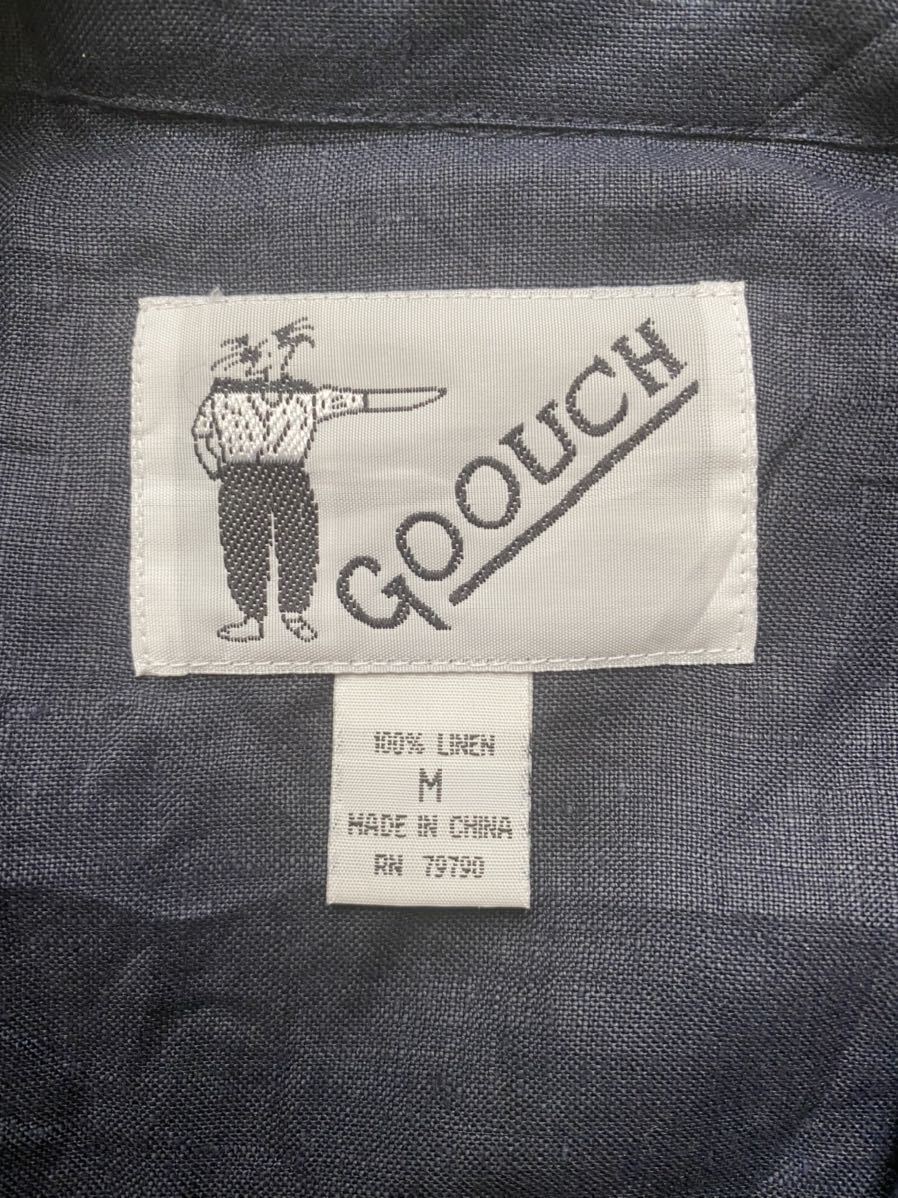 GOOUCH
100% LINEN
M
MADE IN CHINA
RN 79790